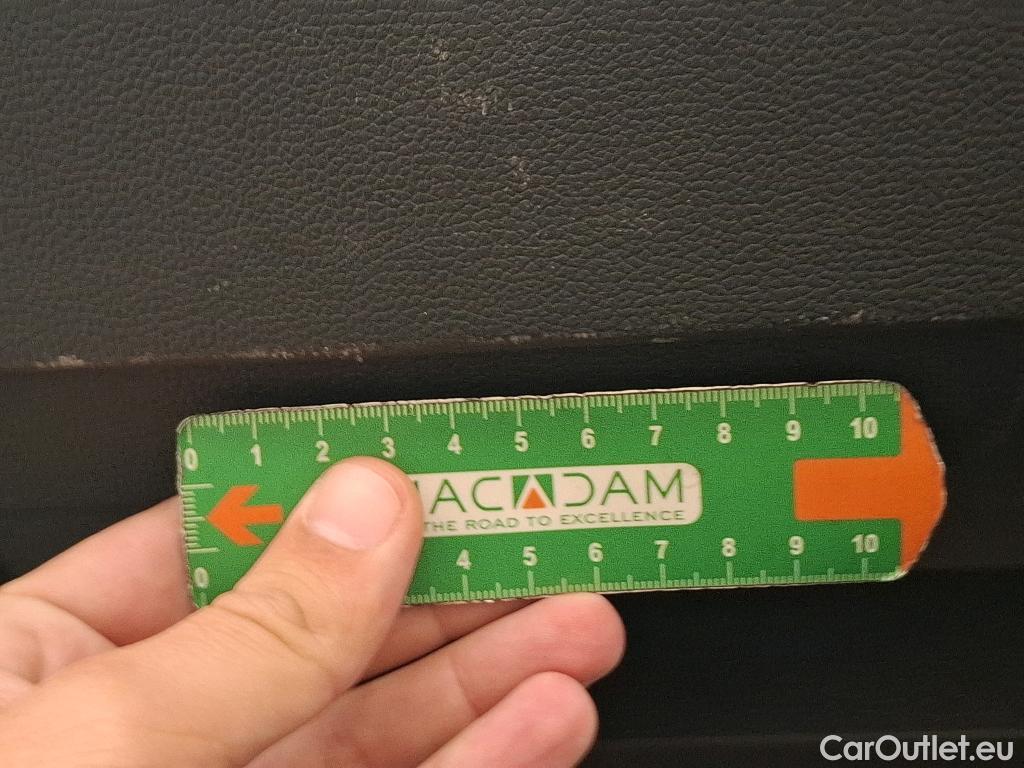 0 1 2 3 4 5 6 7 8 9 10
ACADAM
THE ROAD TO EXCELLENCE
0 4 5 6 7 8 9 10
CarOutlet.eu